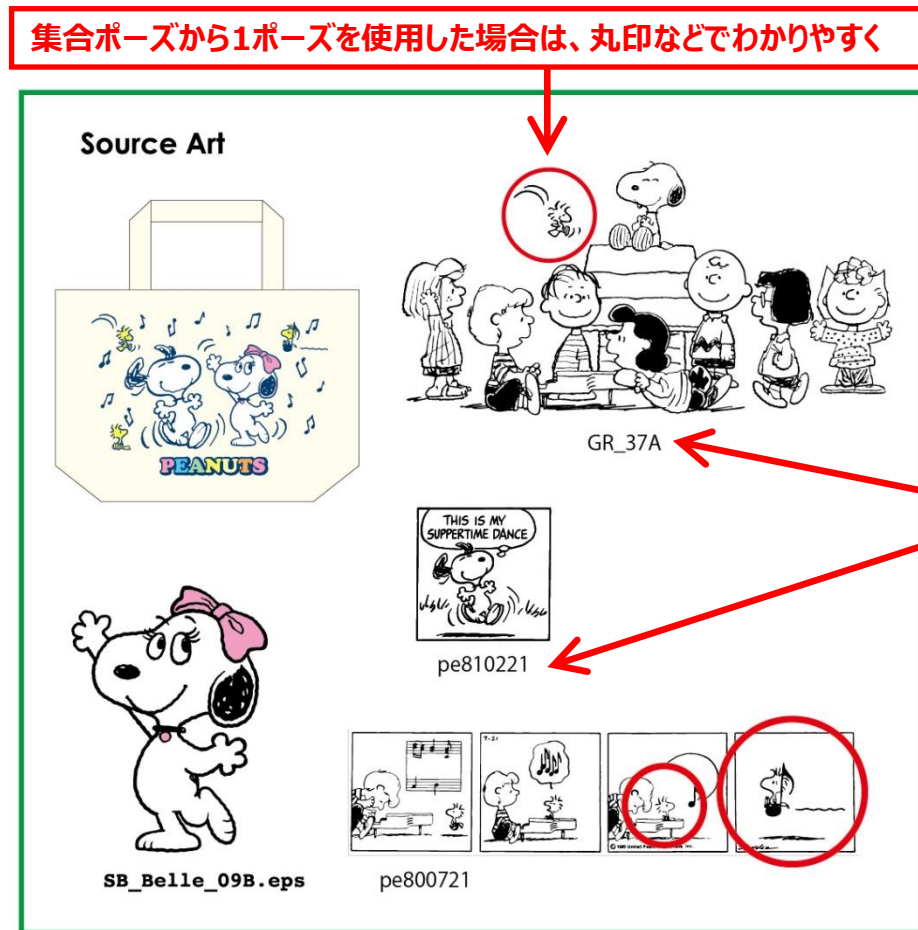 集合ポーズから1ポーズを使用した場合は、丸印などでわかりやすく
Source Art
PEANUTS
GR_37A
THIS IS MY
SUPPERTIME DANCE
pe810221
SB_Belle_09B.eps
7-21
pe800721